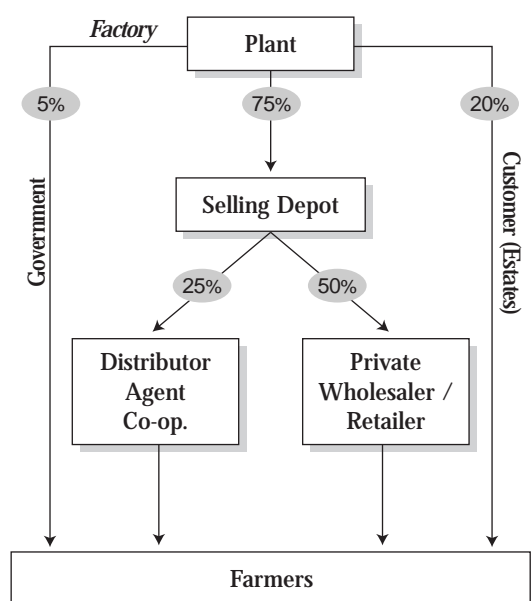 Factory
Plant
5%
75%
20%
Government
Customer (Estates)
Selling Depot
25%
50%
Distributor
Agent
Co-op.
Private
Wholesaler /
Retailer
Farmers